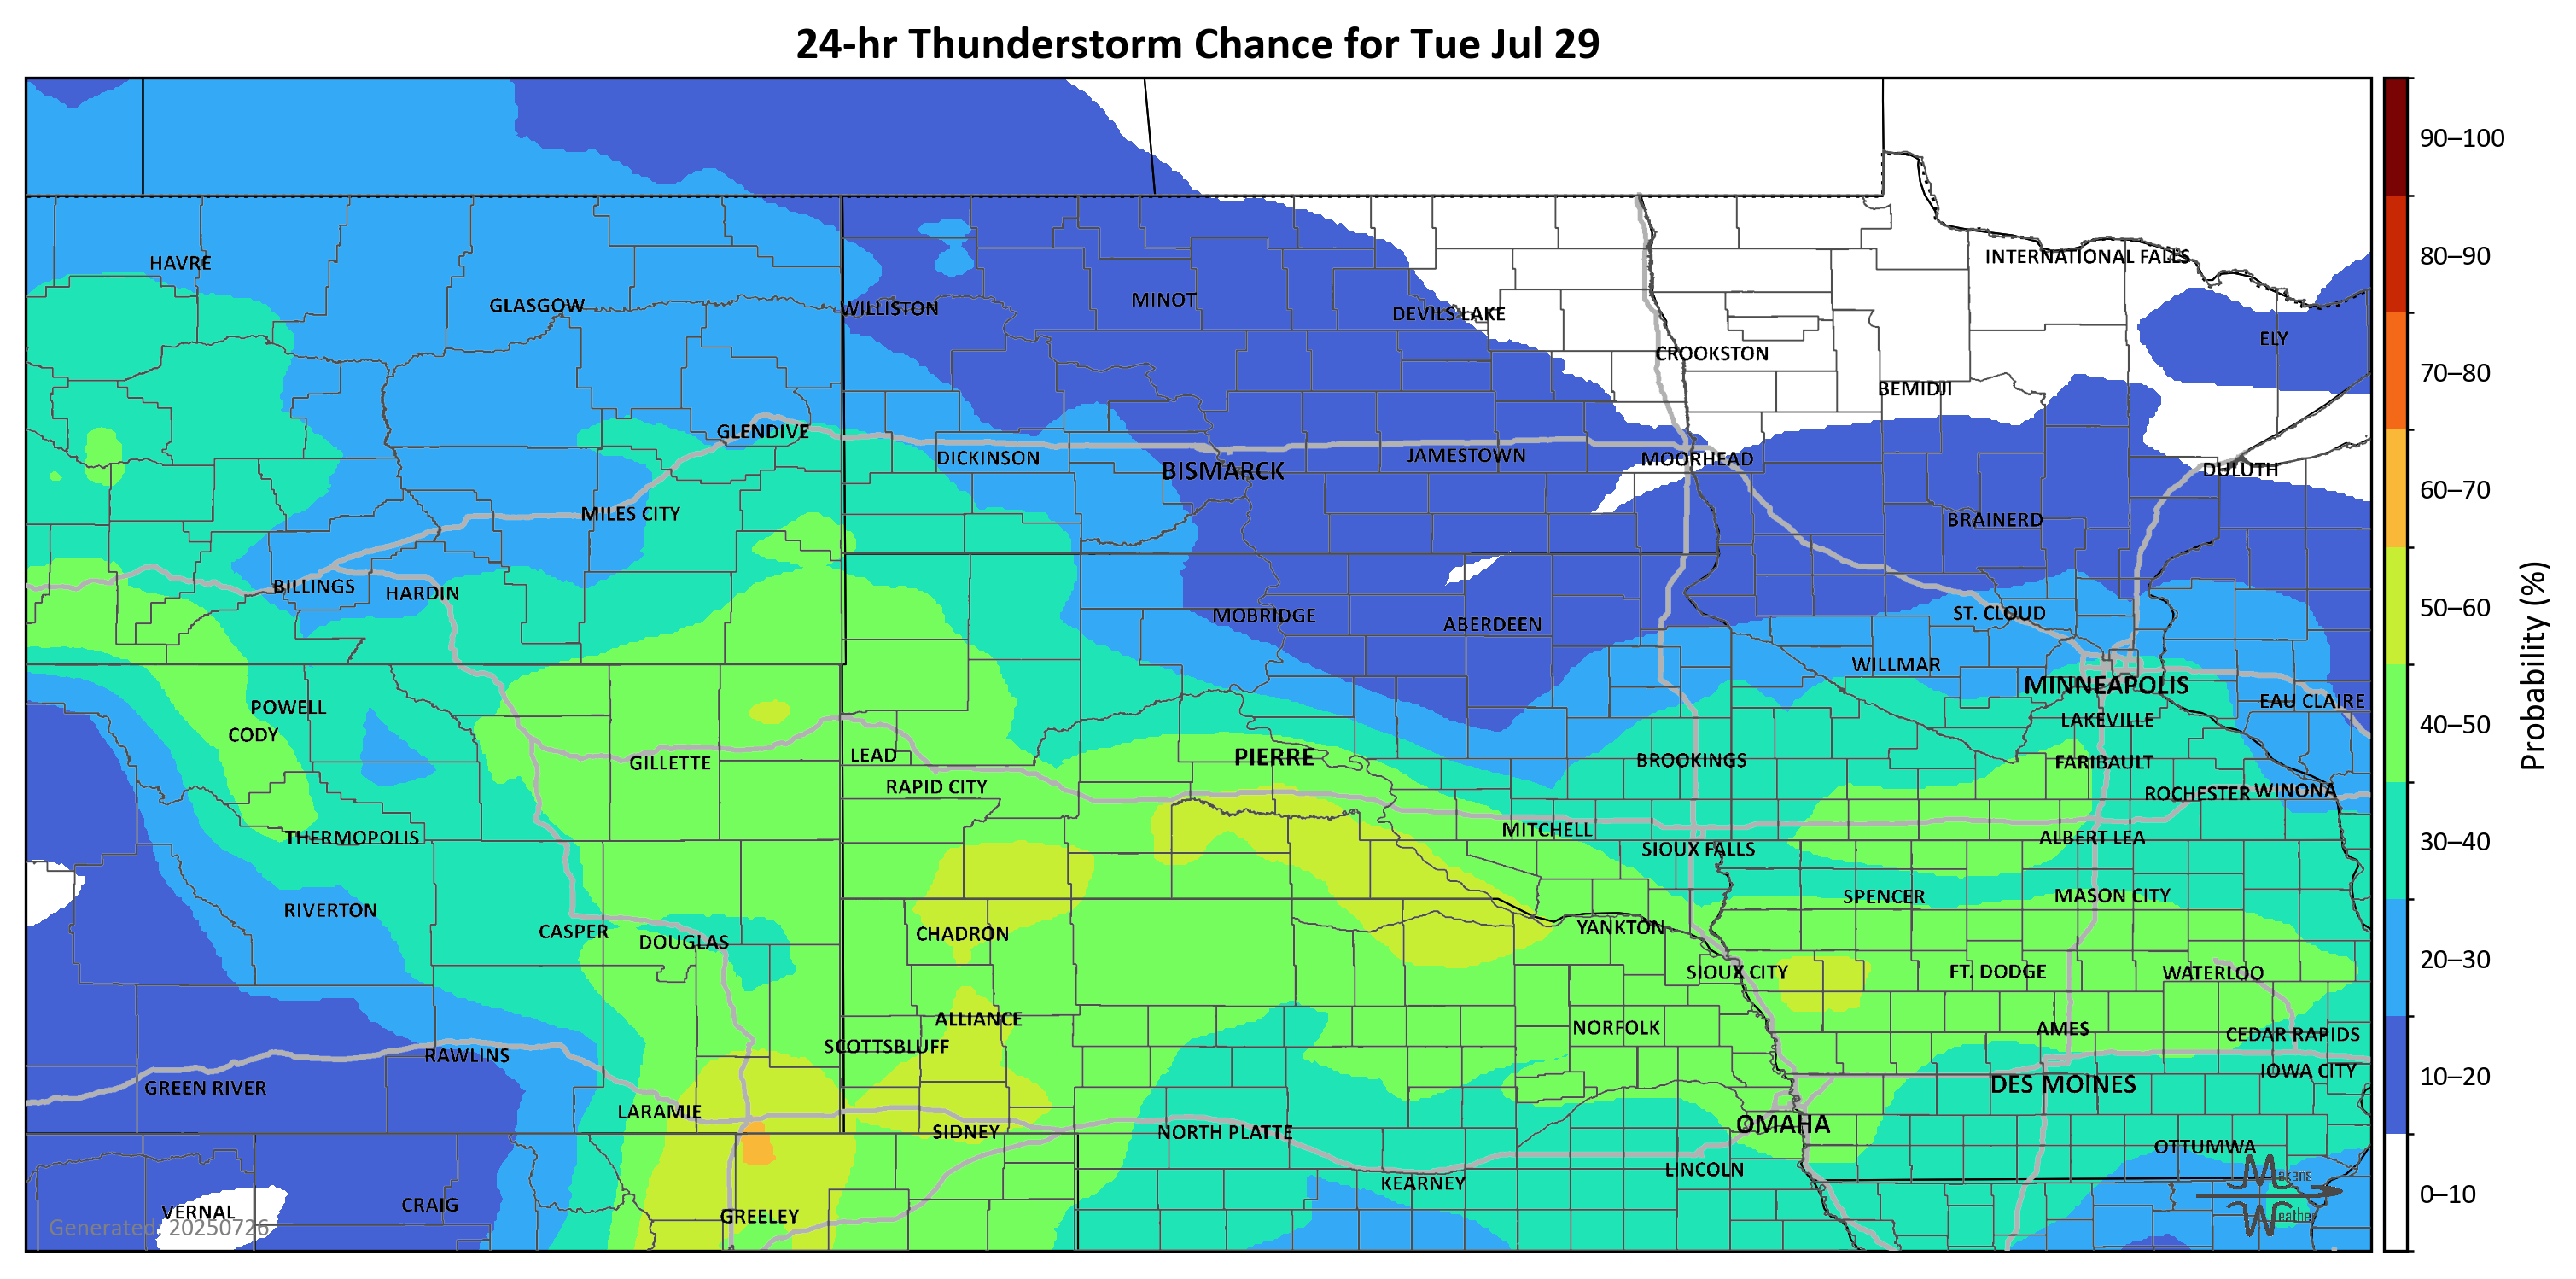 24-hr Thunderstorm Chance for Tue Jul 29
90–100
80–90
70–80
60–70
50–60
40–50
30–40
20–30
10–20
0–10
Probability (%)
HAVRE
INTERNATIONAL FALLS
GLASGOW
WILLISTON
MINOT
DEVILS LAKE
ELY
CROOKSTON
BEMIDJI
GLENDIVE
DICKINSON
BISMARCK
JAMESTOWN
MOORHEAD
DULUTH
MILES CITY
BRAINERD
BILLINGS
HARDIN
MOBRIDGE
ABERDEEN
ST. CLOUD
WILLMAR
MINNEAPOLIS
EAU CLAIRE
POWELL
LAKEVILLE
CODY
LEAD
PIERRE
BROOKINGS
GILLETTE
FARIBAULT
RAPID CITY
ROCHESTER
WINONA
THERMOPOLIS
MITCHELL
ALBERT LEA
SIOUX FALLS
RIVERTON
SPENCER
MASON CITY
CASPER
DOUGLAS
CHADRON
YANKTON
SIOUX CITY
FT. DODGE
WATERLOO
ALLIANCE
NORFOLK
AMES
CEDAR RAPIDS
SCOTTSBLUFF
RAWLINS
GREEN RIVER
DES MOINES
IOWA CITY
LARAMIE
SIDNEY
NORTH PLATTE
OMAHA
OTTUMWA
LINCOLN
KEARNEY
VERNAL
CRAIG
GREELEY
Generated: 20250726
Makens
Weather